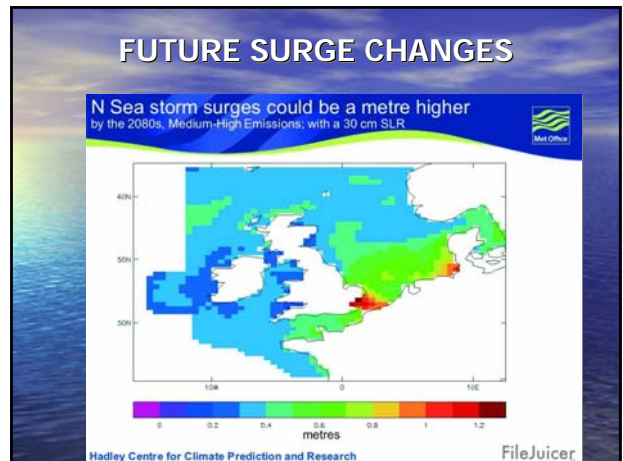 FUTURE SURGE CHANGES
N Sea storm surges could be a metre higher
by the 2080s, Medium-High Emissions; with a 30 cm SLR
Met Office
60N
55N
50N
10W
0
10E
0
0.2
0.4
0.6
0.8
1
1.2
metres
Hadley Centre for Climate Prediction and Research
FileJuicer